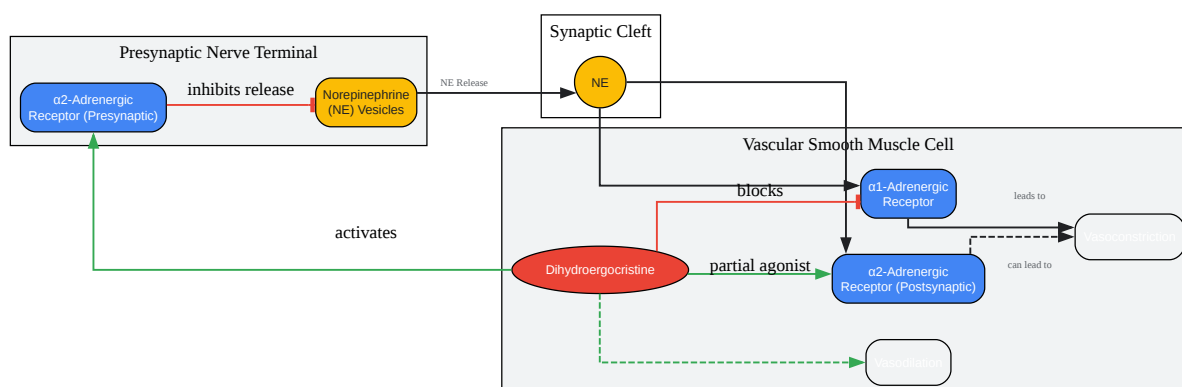 Synaptic Cleft
Presynaptic Nerve Terminal
α2-Adrenergic
Receptor (Presynaptic)
inhibits release
Norepinephrine
(NE) Vesicles
NE Release
NE
Vascular Smooth Muscle Cell
α1-Adrenergic
Receptor
blocks
leads to
Vasoconstriction
activates
Dihydroergocristine
partial agonist
α2-Adrenergic
Receptor (Postsynaptic)
can lead to
Vasodilation